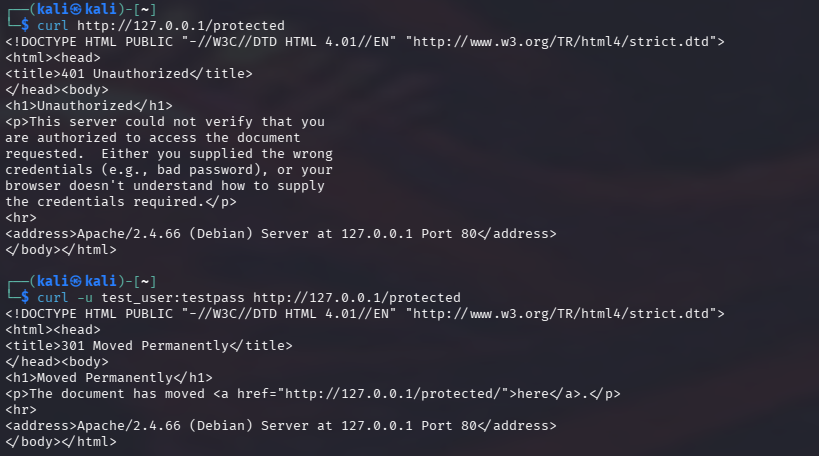 ┌──(kali㉿kali)-[~]
└─$ curl http://127.0.0.1/protected
<!DOCTYPE HTML PUBLIC "-//W3C//DTD HTML 4.01//EN" "http://www.w3.org/TR/html4/strict.dtd">
<html><head>
<title>401 Unauthorized</title>
</head><body>
<h1>Unauthorized</h1>
<p>This server could not verify that you
are authorized to access the document
requested.  Either you supplied the wrong
credentials (e.g., bad password), or your
browser doesn't understand how to supply
the credentials required.</p>
<hr>
<address>Apache/2.4.66 (Debian) Server at 127.0.0.1 Port 80</address>
</body></html>
┌──(kali㉿kali)-[~]
└─$ curl -u test_user:testpass http://127.0.0.1/protected
<!DOCTYPE HTML PUBLIC "-//W3C//DTD HTML 4.01//EN" "http://www.w3.org/TR/html4/strict.dtd">
<html><head>
<title>301 Moved Permanently</title>
</head><body>
<h1>Moved Permanently</h1>
<p>The document has moved <a href="http://127.0.0.1/protected/">here</a>.</p>
<hr>
<address>Apache/2.4.66 (Debian) Server at 127.0.0.1 Port 80</address>
</body></html>